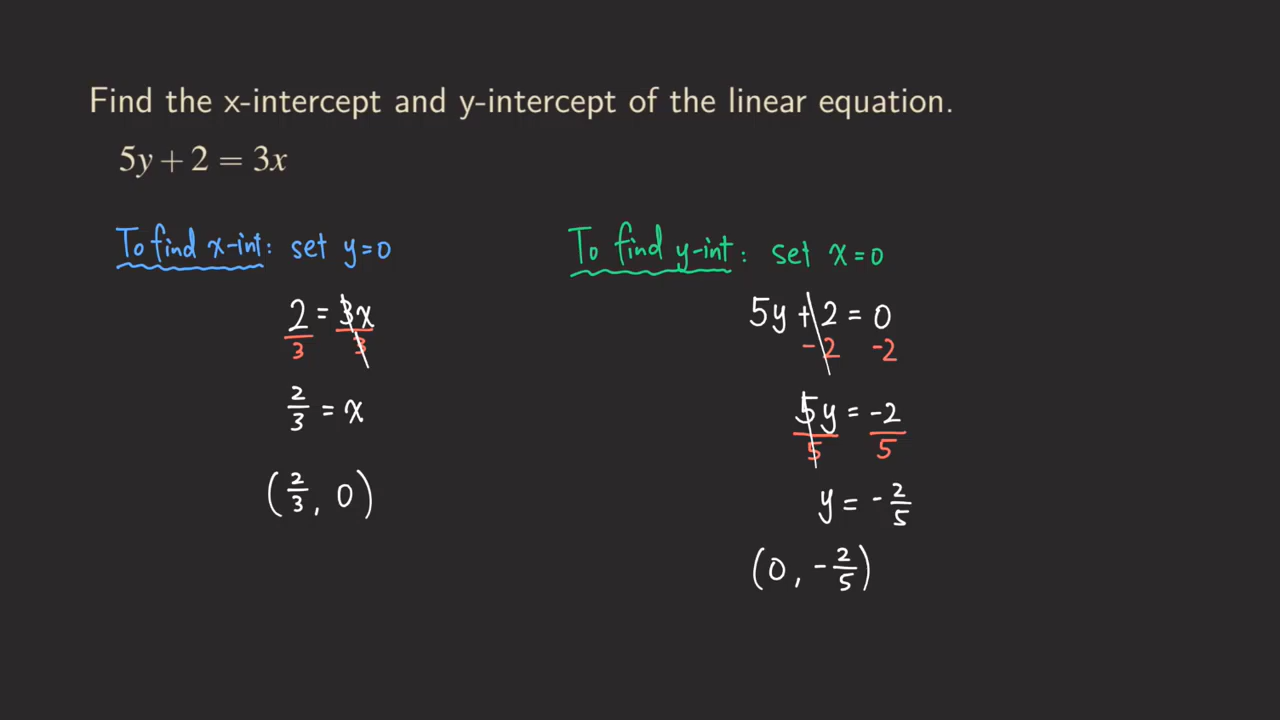 Find the x-intercept and y-intercept of the linear equation.
5y + 2 = 3x
To find x-int: set y=0
2 = 3x
3 3
2/3 = x
(2/3, 0)
To find y-int: set x=0
5y + 2 = 0
-2 -2
5y = -2
5 5
y = -2/5
(0, -2/5)